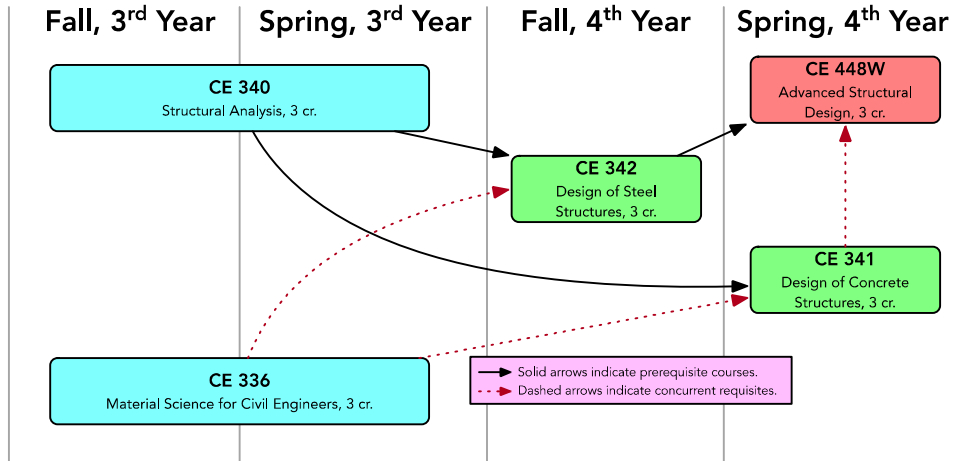 Fall, 3rd Year
Spring, 3rd Year
Fall, 4th Year
Spring, 4th Year
CE 340
Structural Analysis, 3 cr.
CE 448W
Advanced Structural
Design, 3 cr.
CE 342
Design of Steel
Structures, 3 cr.
CE 341
Design of Concrete
Structures, 3 cr.
CE 336
Material Science for Civil Engineers, 3 cr.
Solid arrows indicate prerequisite courses.
Dashed arrows indicate concurrent requisites.